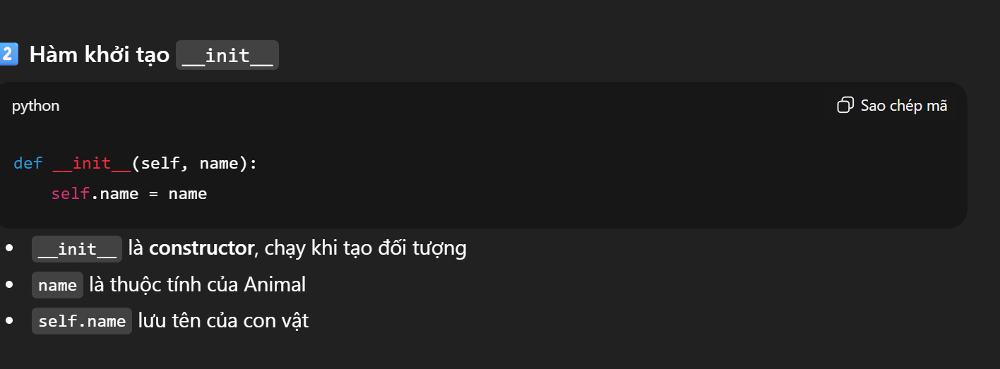 2 Hàm khởi tạo __init__
python
Sao chép mã
def __init__(self, name):
    self.name = name
• __init__ là constructor, chạy khi tạo đối tượng
• name là thuộc tính của Animal
• self.name lưu tên của con vật